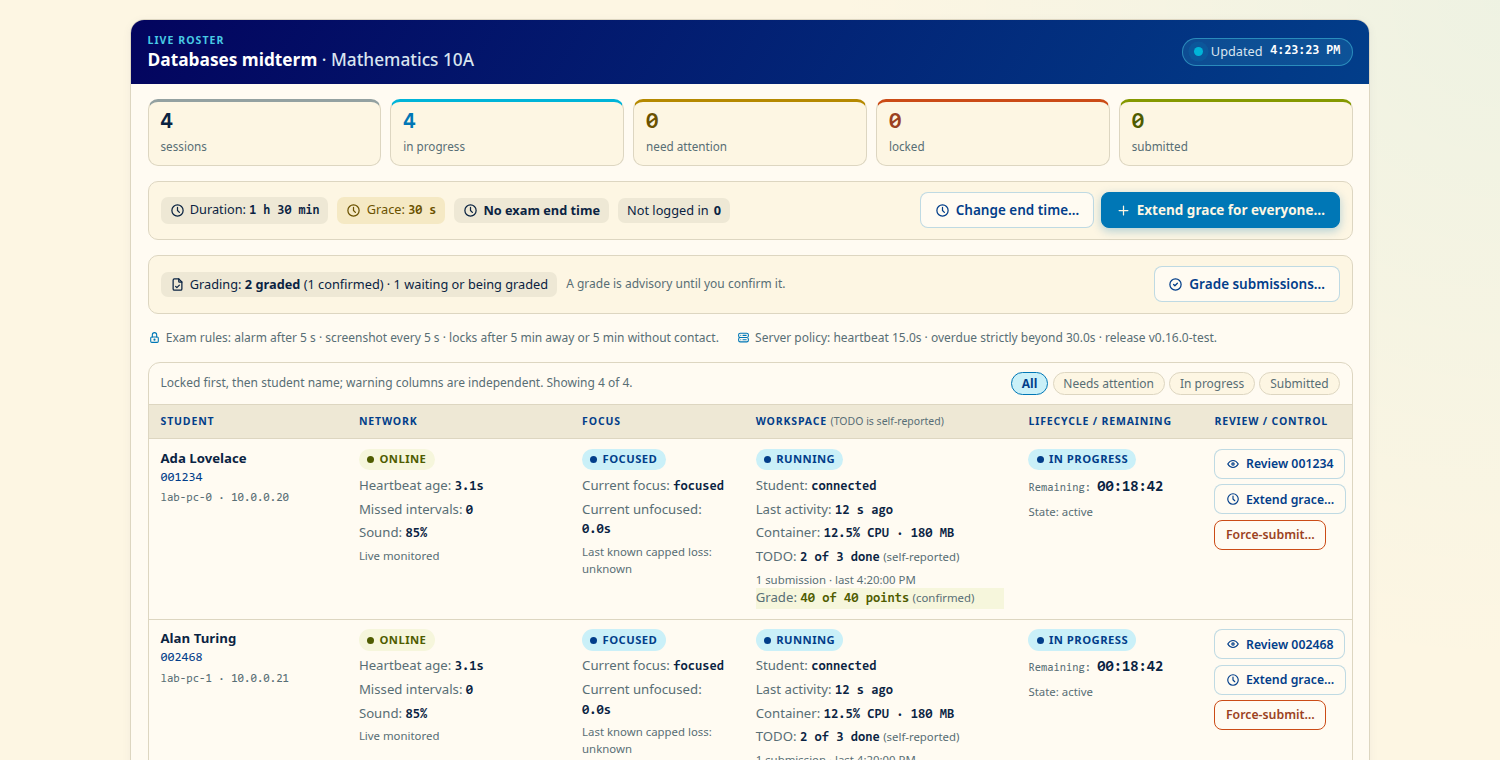 LIVE ROSTER
Databases midterm · Mathematics 10A
Updated 4:23:23 PM
4
sessions
4
in progress
0
need attention
0
locked
0
submitted
Duration: 1 h 30 min
Grace: 30 s
No exam end time
Not logged in 0
Change end time...
Extend grace for everyone...
Grading: 2 graded (1 confirmed) · 1 waiting or being graded
A grade is advisory until you confirm it.
Grade submissions...
Exam rules: alarm after 5 s · screenshot every 5 s · locks after 5 min away or 5 min without contact.
Server policy: heartbeat 15.0s · overdue strictly beyond 30.0s · release v0.16.0-test.
Locked first, then student name; warning columns are independent. Showing 4 of 4.
All
Needs attention
In progress
Submitted
STUDENT
NETWORK
FOCUS
WORKSPACE (TODO is self-reported)
LIFECYCLE / REMAINING
REVIEW / CONTROL
Ada Lovelace
001234
lab-pc-0 · 10.0.0.20
ONLINE
Heartbeat age: 3.1s
Missed intervals: 0
Sound: 85%
Live monitored
FOCUSED
Current focus: focused
Current unfocused:
0.0s
Last known capped loss:
unknown
RUNNING
Student: connected
Last activity: 12 s ago
Container: 12.5% CPU · 180 MB
TODO: 2 of 3 done (self-reported)
1 submission · last 4:20:00 PM
Grade: 40 of 40 points (confirmed)
IN PROGRESS
Remaining: 00:18:42
State: active
Review 001234
Extend grace...
Force-submit...
Alan Turing
002468
lab-pc-1 · 10.0.0.21
ONLINE
Heartbeat age: 3.1s
Missed intervals: 0
Sound: 85%
Live monitored
FOCUSED
Current focus: focused
Current unfocused:
0.0s
Last known capped loss:
unknown
RUNNING
Student: connected
Last activity: 12 s ago
Container: 12.5% CPU · 180 MB
TODO: 2 of 3 done (self-reported)
1 submission · last 4:20:00 PM
IN PROGRESS
Remaining: 00:18:42
State: active
Review 002468
Extend grace...
Force-submit...